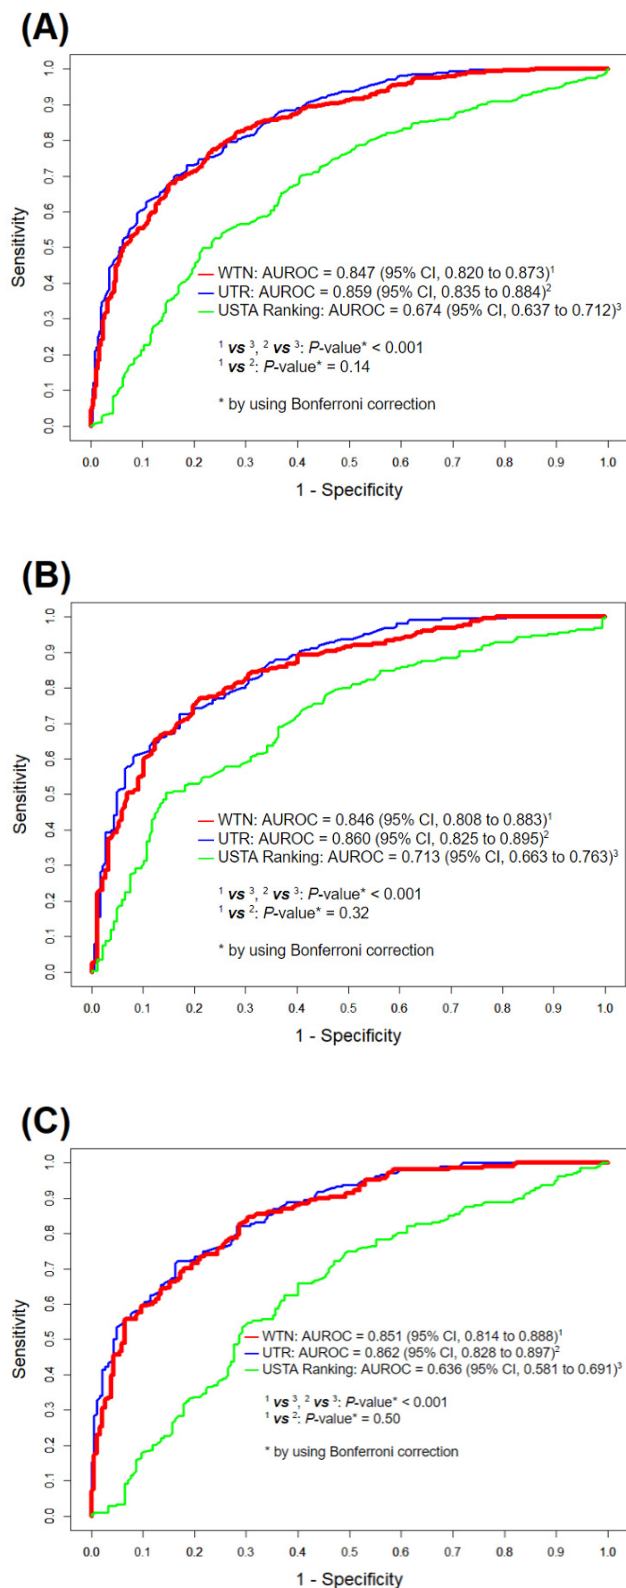 (A)
1.0
0.9
0.8
0.7
0.6
0.5
0.4
0.3
0.2
0.1
0.0
Sensitivity
WTN: AUROC = 0.847 (95% CI, 0.820 to 0.873)¹
UTR: AUROC = 0.859 (95% CI, 0.835 to 0.884)²
USTA Ranking: AUROC = 0.674 (95% CI, 0.637 to 0.712)³
¹ vs ³, ² vs ³: P-value* < 0.001
¹ vs ²: P-value* = 0.14
* by using Bonferroni correction
0.0 0.1 0.2 0.3 0.4 0.5 0.6 0.7 0.8 0.9 1.0
1 - Specificity
(B)
1.0
0.9
0.8
0.7
0.6
0.5
0.4
0.3
0.2
0.1
0.0
Sensitivity
WTN: AUROC = 0.846 (95% CI, 0.808 to 0.883)¹
UTR: AUROC = 0.860 (95% CI, 0.825 to 0.895)²
USTA Ranking: AUROC = 0.713 (95% CI, 0.663 to 0.763)³
¹ vs ³, ² vs ³: P-value* < 0.001
¹ vs ²: P-value* = 0.32
* by using Bonferroni correction
0.0 0.1 0.2 0.3 0.4 0.5 0.6 0.7 0.8 0.9 1.0
1 - Specificity
(C)
1.0
0.9
0.8
0.7
0.6
0.5
0.4
0.3
0.2
0.1
0.0
Sensitivity
WTN: AUROC = 0.851 (95% CI, 0.814 to 0.888)¹
UTR: AUROC = 0.862 (95% CI, 0.828 to 0.897)²
USTA Ranking: AUROC = 0.636 (95% CI, 0.581 to 0.691)³
¹ vs ³, ² vs ³: P-value* < 0.001
¹ vs ²: P-value* = 0.50
* by using Bonferroni correction
0.0 0.1 0.2 0.3 0.4 0.5 0.6 0.7 0.8 0.9 1.0
1 - Specificity